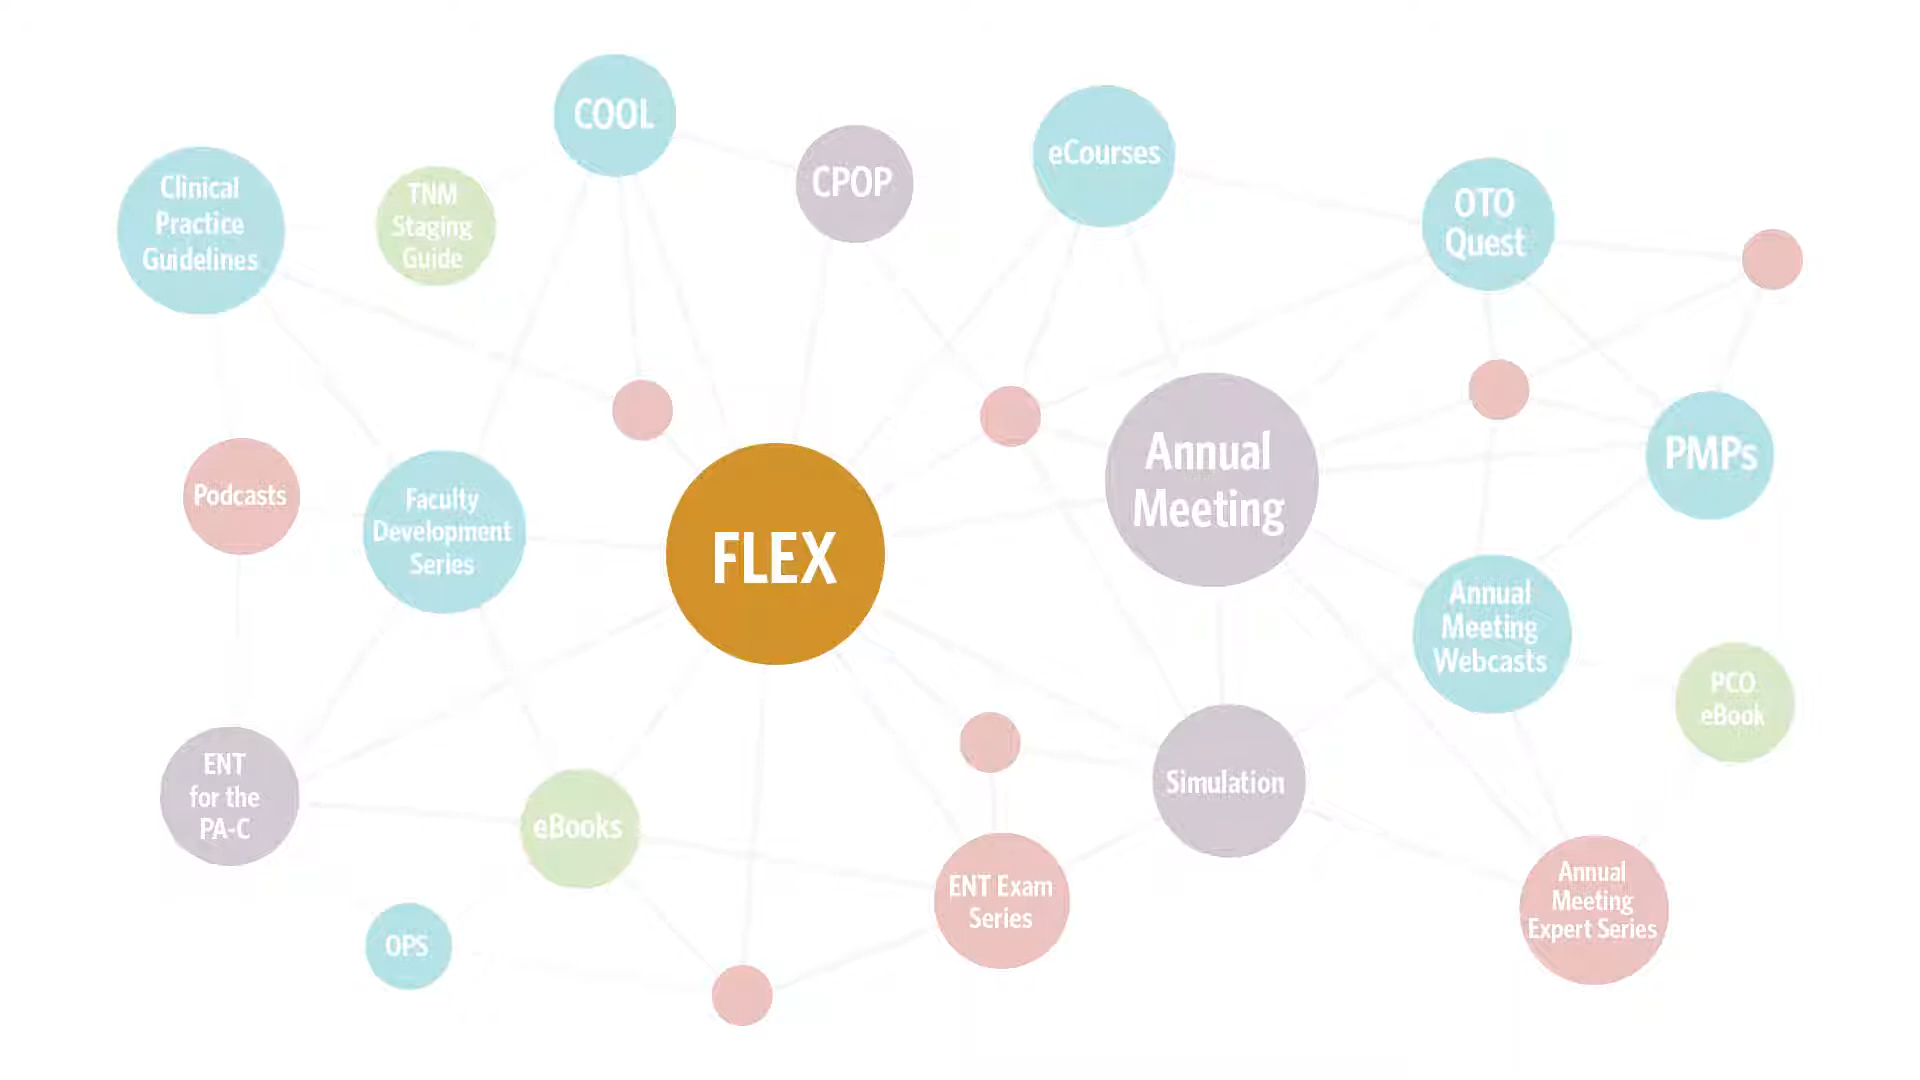 COOL
CPOP
eCourses
Clinical
Practice
Guidelines
TNM
Staging
Guide
OTO
Quest
Podcasts
Faculty
Development
Series
FLEX
Annual
Meeting
PMPs
Annual
Meeting
Webcasts
PCO
eBook
ENT
for the
PA-C
eBooks
Simulation
ENT Exam
Series
Annual
Meeting
Expert Series
OPS